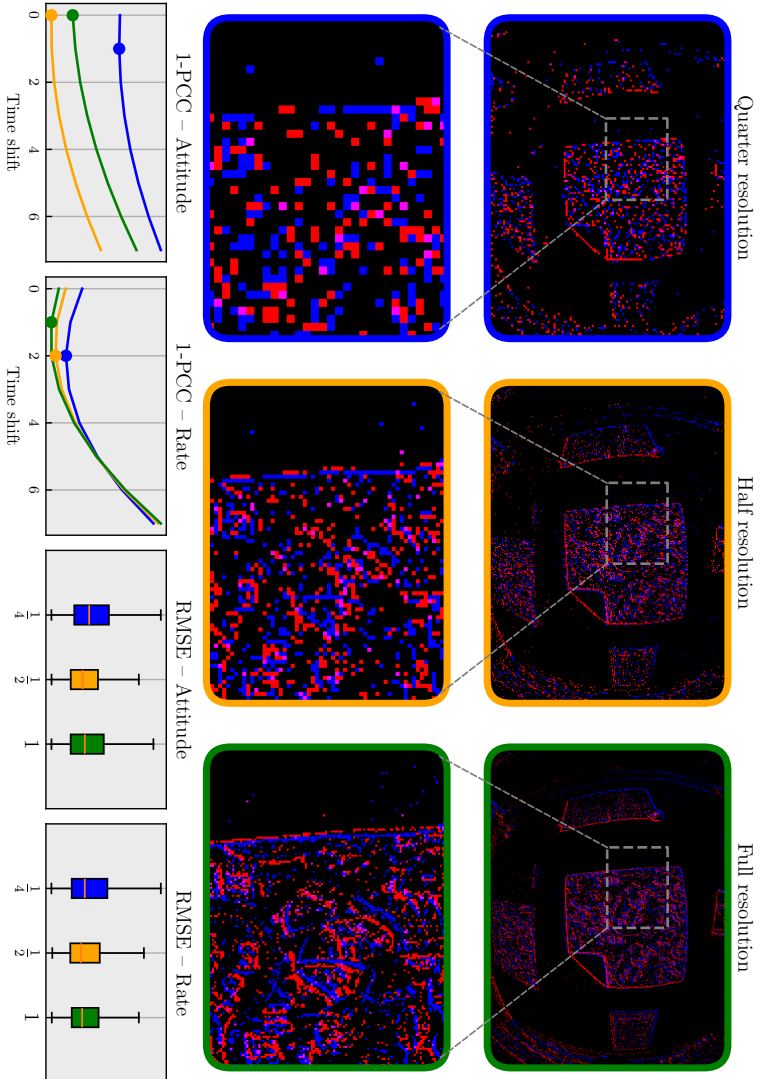 Quarter resolution
Half resolution
Full resolution
1-PCC – Attitude
1-PCC – Rate
RMSE – Attitude
RMSE – Rate
0
2
4
6
Time shift
0
2
4
6
Time shift
1/4
1/2
1
1/4
1/2
1